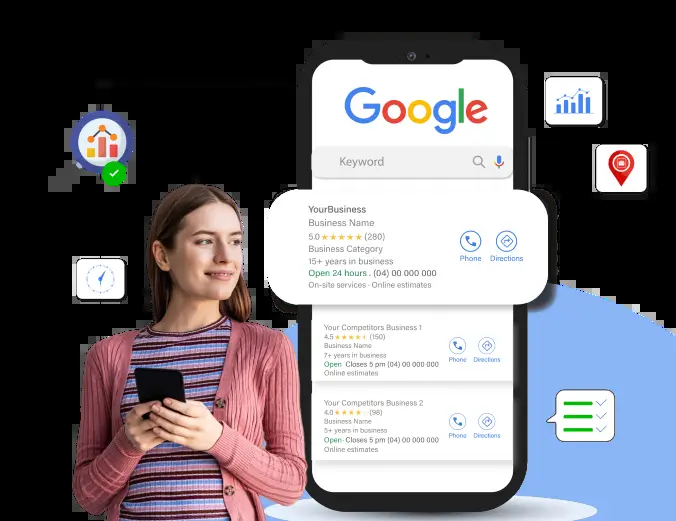 Google
Keyword
YourBusiness
Business Name
5.0 ★★★★★ (280)
Business Category
15+ years in business
Open 24 hours . (04) 00 000 000
On-site services · Online estimates
Phone
Directions
Your Competitors Business 1
4.5 ★★★★★ (150)
Business Name
7+ years in business
Open· Closes 5 pm (04) 00 000 000
Online estimates
Phone
Directions
Your Competitors Business 2
4.0 ★★★★ (98)
Business Name
5+ years in business
Open· Closes 5 pm (04) 00 000 000
Online estimates
Phone
Directions